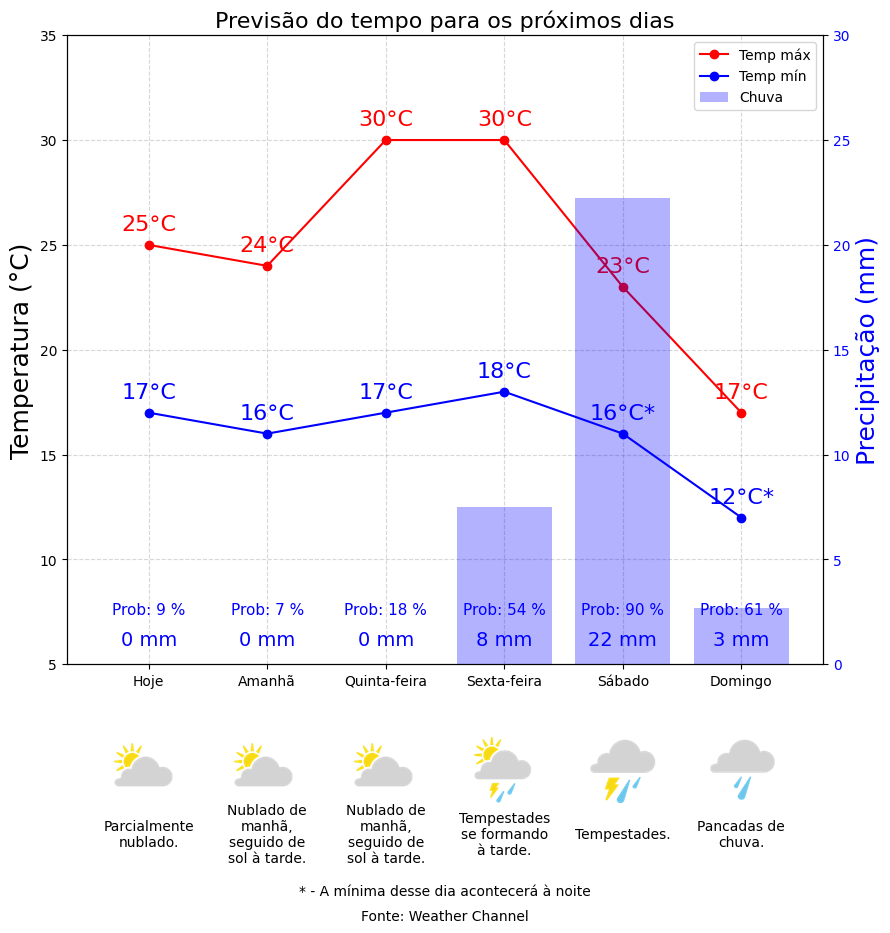 Previsão do tempo para os próximos dias
35
30
25
20
15
10
5
Temperatura (°C)
30
25
20
15
10
5
0
Precipitação (mm)
Temp máx
Temp mín
Chuva
25°C
24°C
30°C
30°C
23°C
17°C
17°C
16°C
17°C
18°C
16°C*
12°C*
Prob: 9 %
Prob: 7 %
Prob: 18 %
Prob: 54 %
Prob: 90 %
Prob: 61 %
0 mm
0 mm
0 mm
8 mm
22 mm
3 mm
Hoje
Amanhã
Quinta-feira
Sexta-feira
Sábado
Domingo
Parcialmente
nublado.
Nublado de
manhã,
seguido de
sol à tarde.
Nublado de
manhã,
seguido de
sol à tarde.
Tempestades
se formando
à tarde.
Tempestades.
Pancadas de
chuva.
* - A mínima desse dia acontecerá à noite
Fonte: Weather Channel